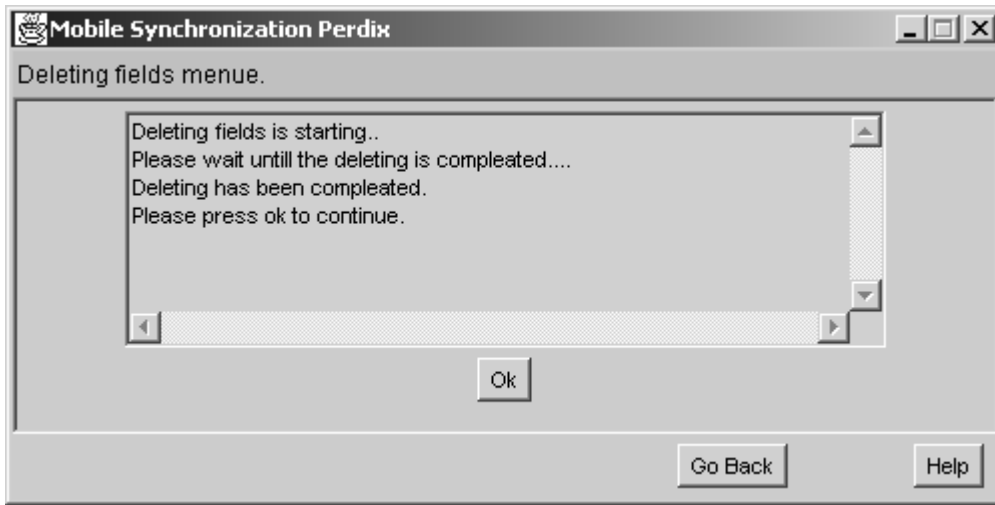 Mobile Synchronization Perdix
Deleting fields menue.
Deleting fields is starting..
Please wait untill the deleting is compleated....
Deleting has been compleated.
Please press ok to continue.
Ok
Go Back
Help